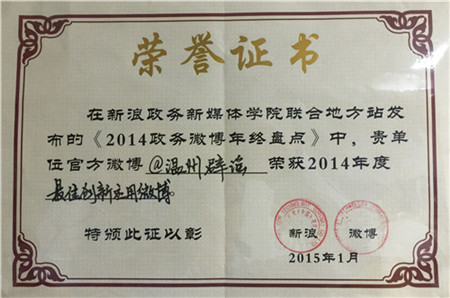 荣誉证书
在新浪政务新媒体学院联合地方站发
布的《2014政务微博年终盘点》中，贵单
位官方微博 @温州辟谣 荣获2014年度
最佳创新应用微博
特颁此证以彰
新浪 微博
2015年1月